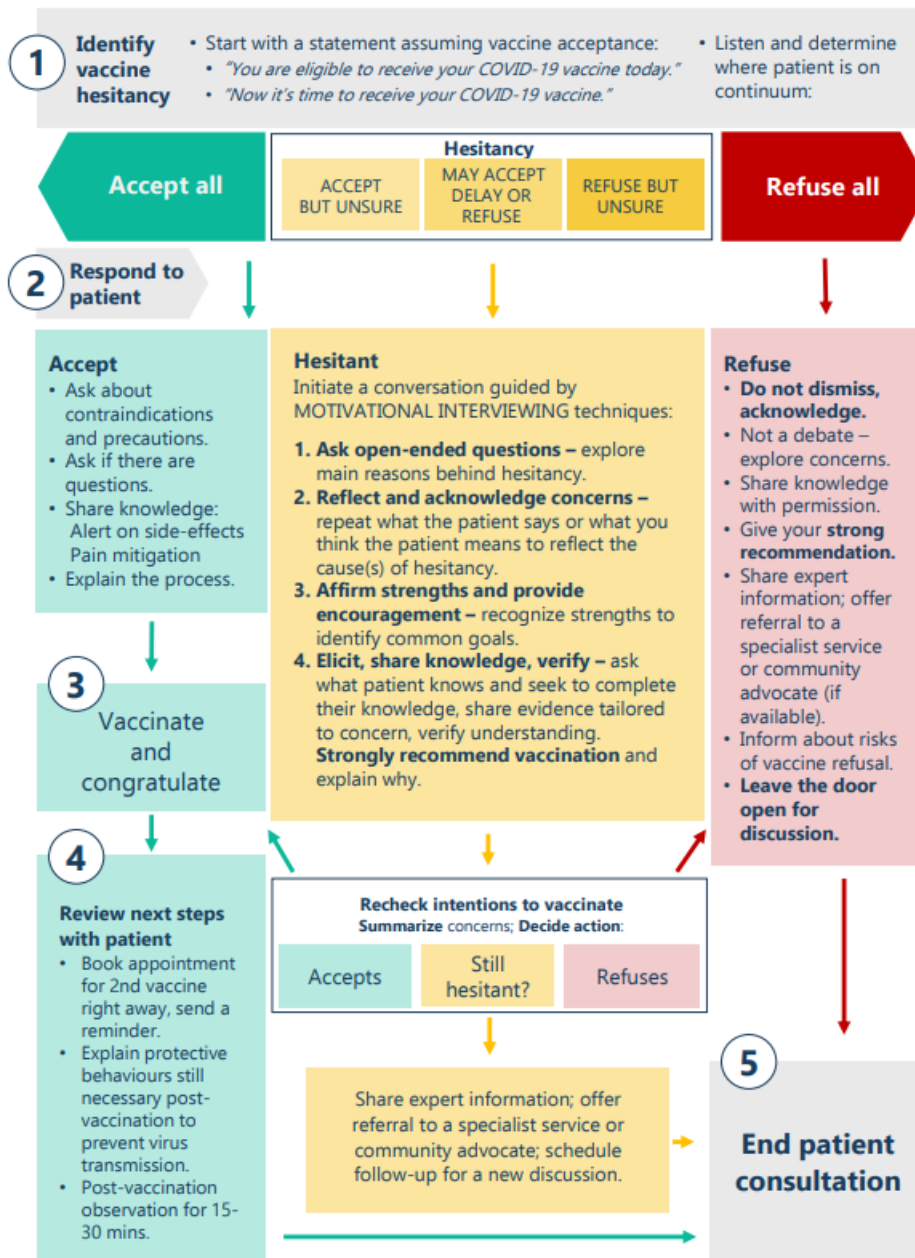 1
Identify
vaccine
hesitancy
• Start with a statement assuming vaccine acceptance:
• “You are eligible to receive your COVID-19 vaccine today.”
• “Now it’s time to receive your COVID-19 vaccine.”
• Listen and determine
where patient is on
continuum:
Accept all
Hesitancy
ACCEPT
BUT UNSURE
MAY ACCEPT
DELAY OR
REFUSE
REFUSE BUT
UNSURE
Refuse all
2
Respond to
patient
Accept
• Ask about
contraindications
and precautions.
• Ask if there are
questions.
• Share knowledge:
Alert on side-effects
Pain mitigation
• Explain the process.
Hesitant
Initiate a conversation guided by
MOTIVATIONAL INTERVIEWING techniques:
1. Ask open-ended questions – explore
main reasons behind hesitancy.
2. Reflect and acknowledge concerns –
repeat what the patient says or what you
think the patient means to reflect the
cause(s) of hesitancy.
3. Affirm strengths and provide
encouragement – recognize strengths to
identify common goals.
4. Elicit, share knowledge, verify – ask
what patient knows and seek to complete
their knowledge, share evidence tailored
to concern, verify understanding.
Strongly recommend vaccination and
explain why.
Refuse
• Do not dismiss,
acknowledge.
• Not a debate –
explore concerns.
• Share knowledge
with permission.
• Give your strong
recommendation.
• Share expert
information; offer
referral to a
specialist service
or community
advocate (if
available).
• Inform about risks
of vaccine refusal.
• Leave the door
open for
discussion.
3
Vaccinate
and
congratulate
4
Review next steps
with patient
• Book appointment
for 2nd vaccine
right away, send a
reminder.
• Explain protective
behaviours still
necessary post-
vaccination to
prevent virus
transmission.
• Post-vaccination
observation for 15-
30 mins.
Recheck intentions to vaccinate
Summarize concerns; Decide action:
Accepts
Still
hesitant?
Refuses
Share expert information; offer
referral to a specialist service or
community advocate; schedule
follow-up for a new discussion.
5
End patient
consultation